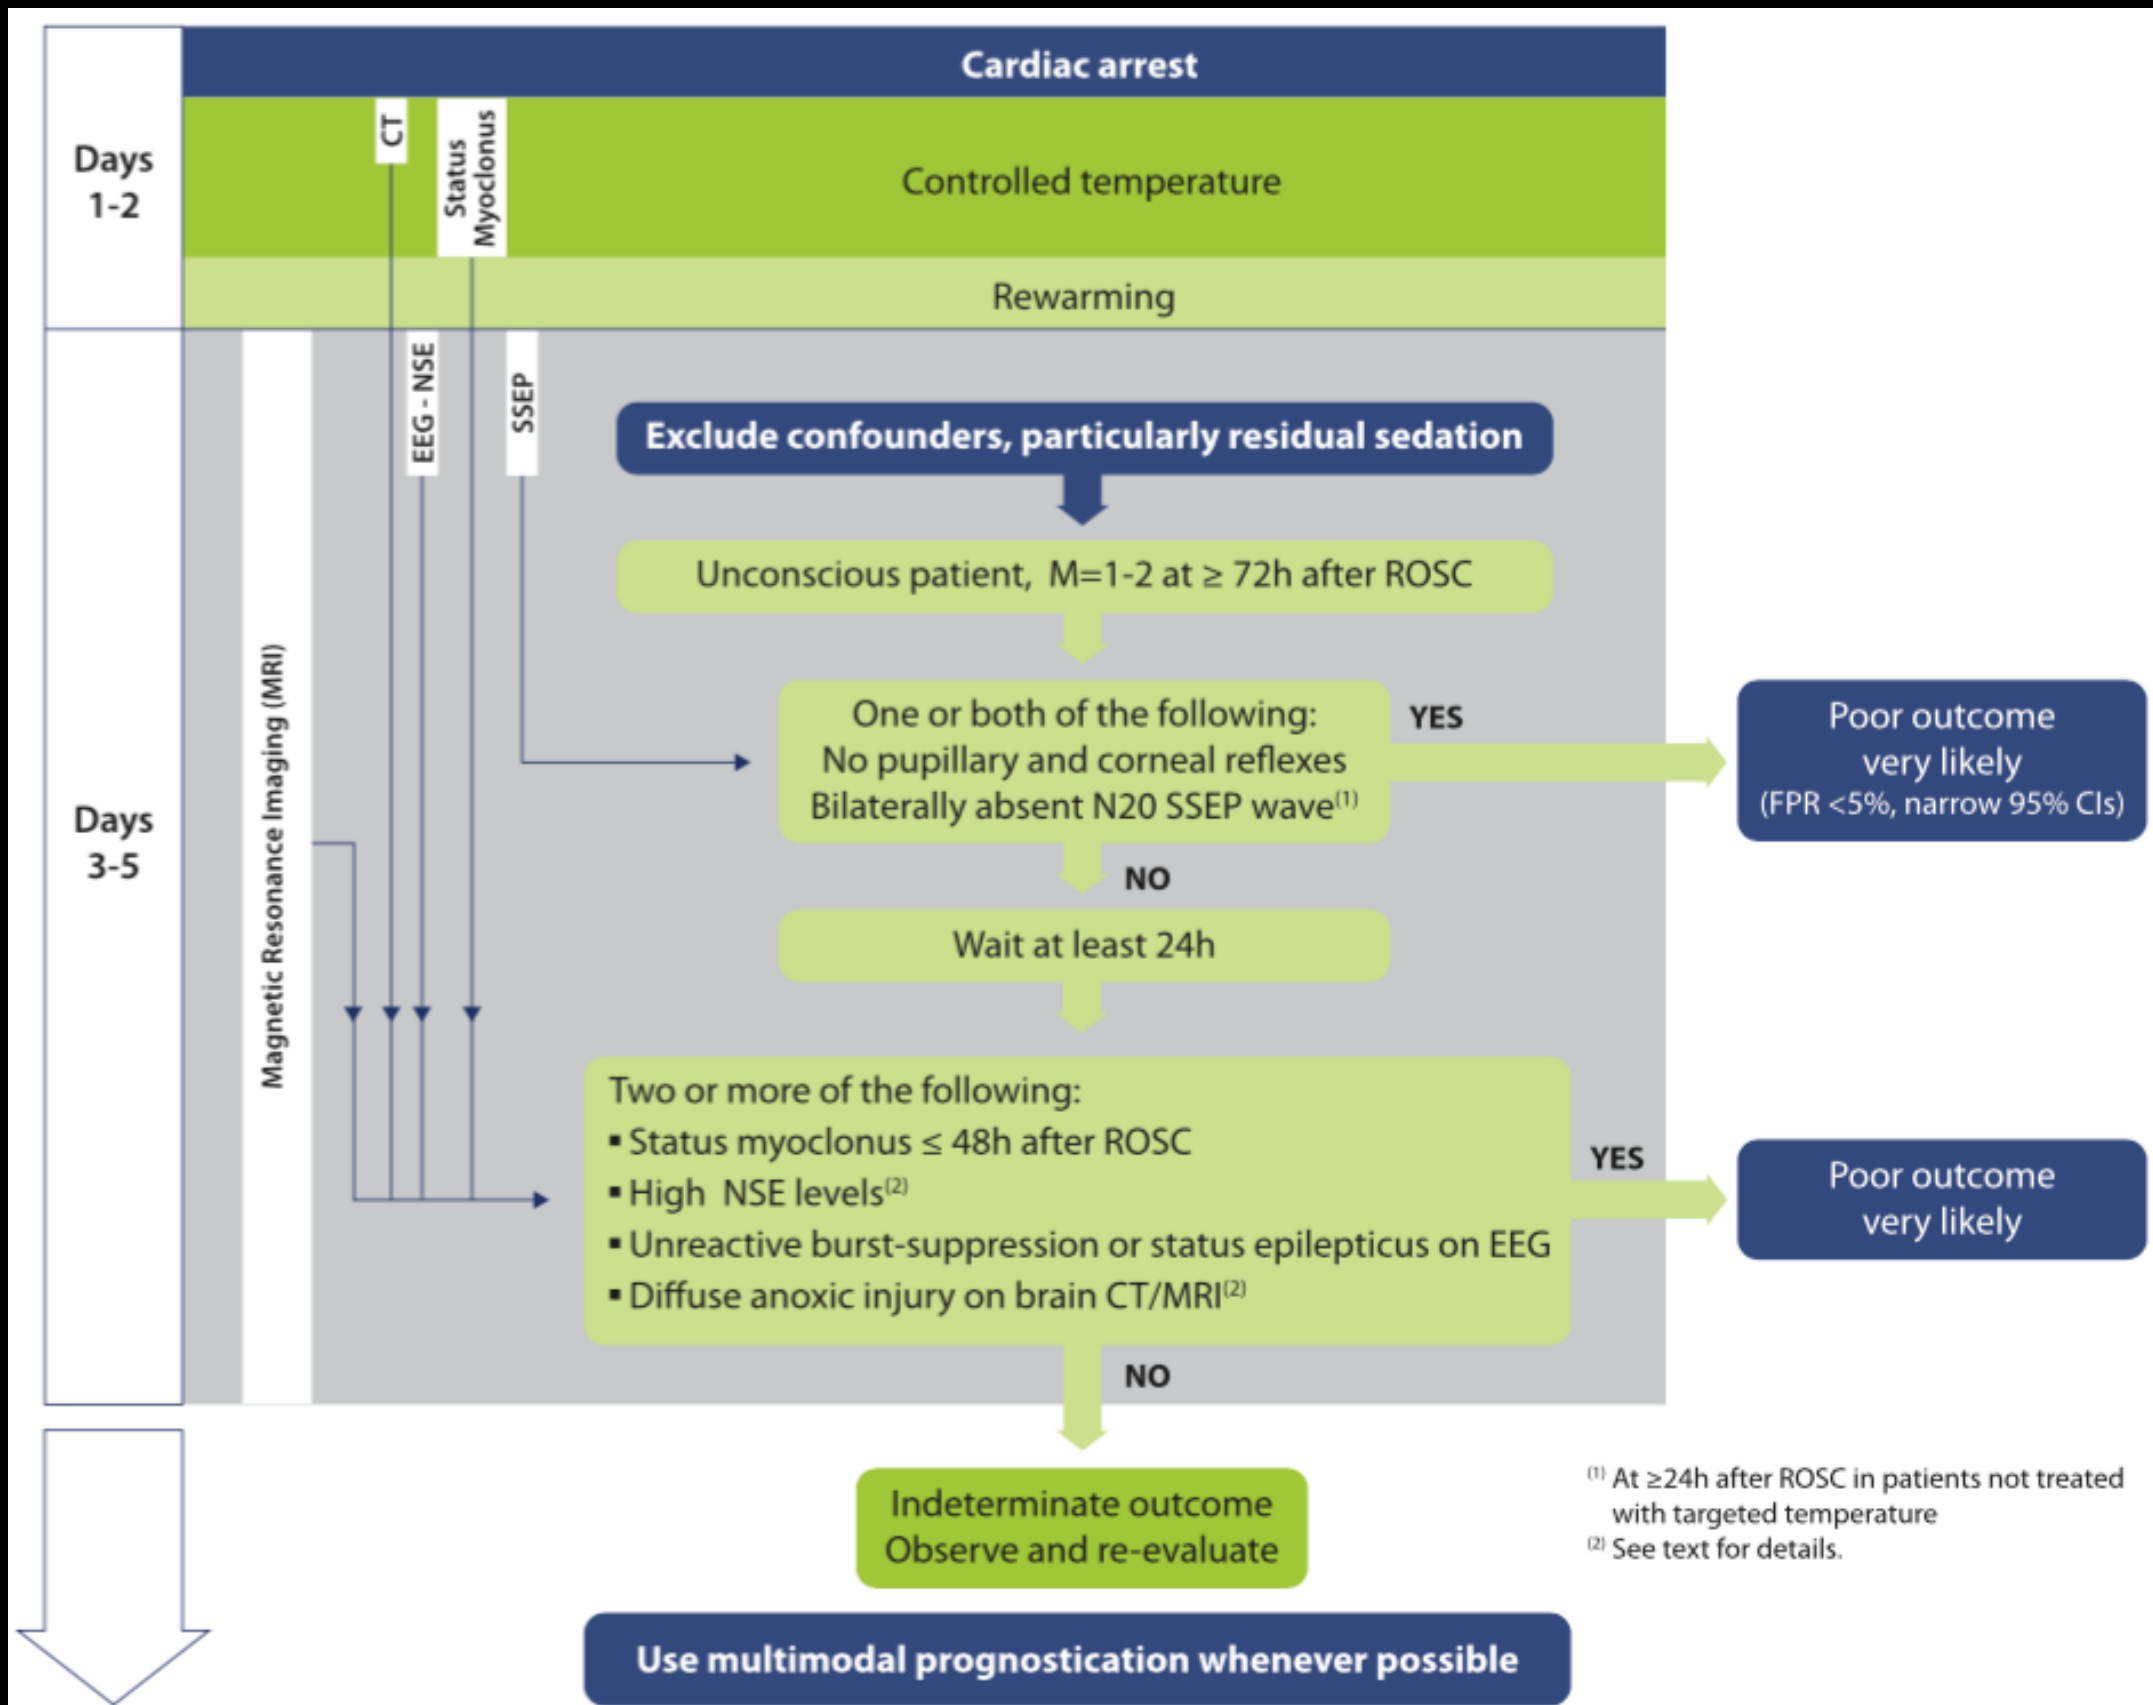 Cardiac arrest
Days
1-2
CT
Status
Myoclonus
Controlled temperature
Rewarming
Days
3-5
Magnetic Resonance Imaging (MRI)
EEG - NSE
SSEP
Exclude confounders, particularly residual sedation
Unconscious patient, M=1-2 at ≥ 72h after ROSC
One or both of the following:
No pupillary and corneal reflexes
Bilaterally absent N20 SSEP wave(1)
YES
Poor outcome
very likely
(FPR <5%, narrow 95% CIs)
NO
Wait at least 24h
Two or more of the following:
▪ Status myoclonus ≤ 48h after ROSC
▪ High NSE levels(2)
▪ Unreactive burst-suppression or status epilepticus on EEG
▪ Diffuse anoxic injury on brain CT/MRI(2)
YES
Poor outcome
very likely
NO
Indeterminate outcome
Observe and re-evaluate
(1) At ≥24h after ROSC in patients not treated
with targeted temperature
(2) See text for details.
Use multimodal prognostication whenever possible